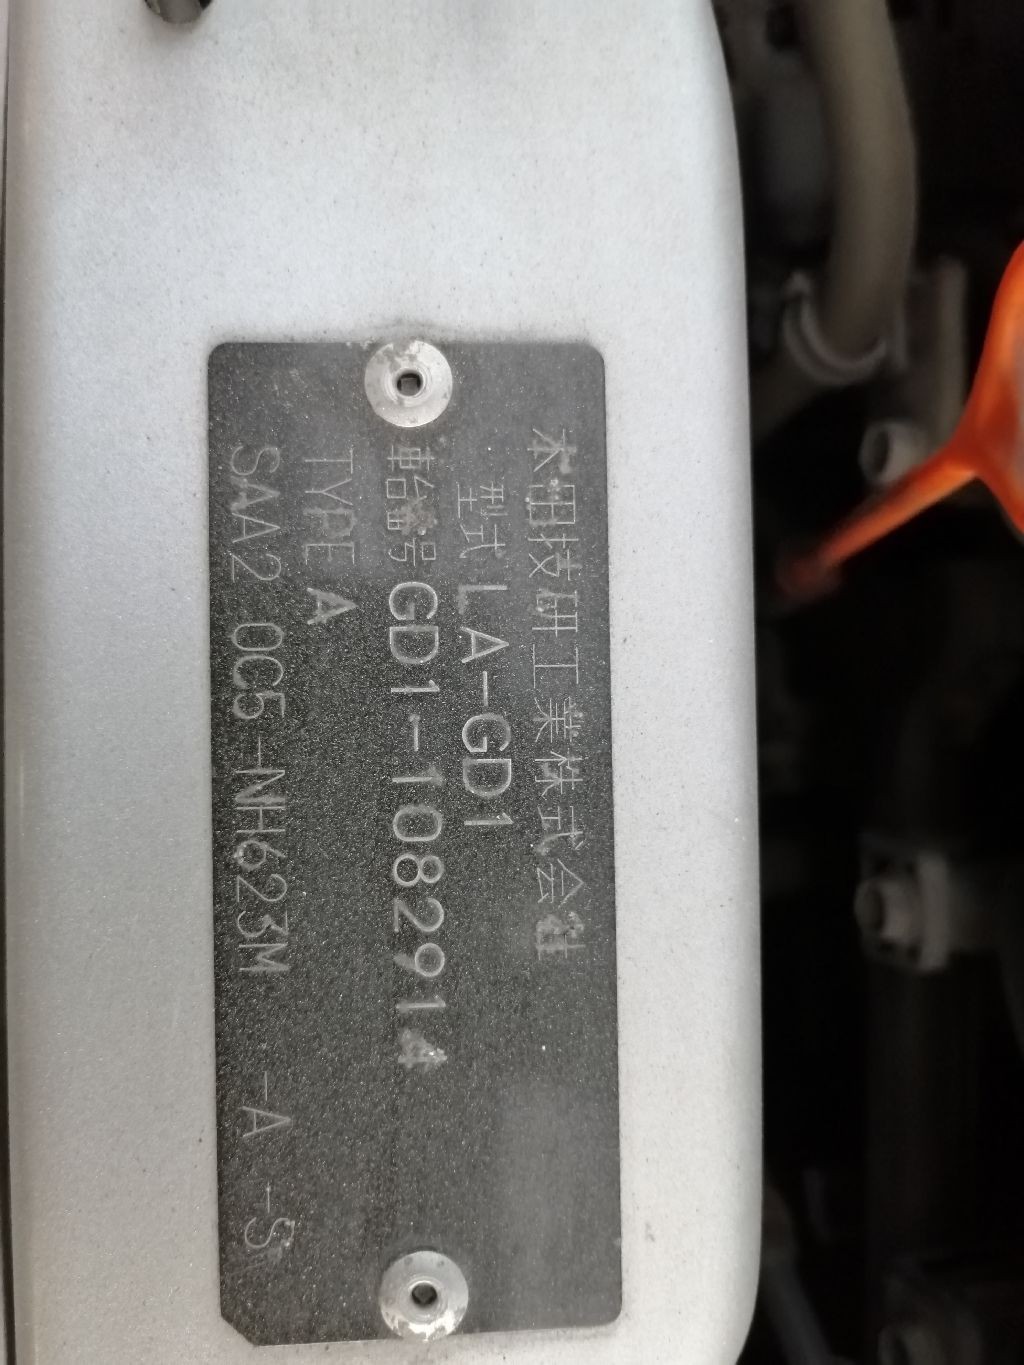 本田技研工業株式会社
型式 LA-GD1
車台番号 GD1-1082914
TYPE A
SAA2 0C5-NH623M -A -S